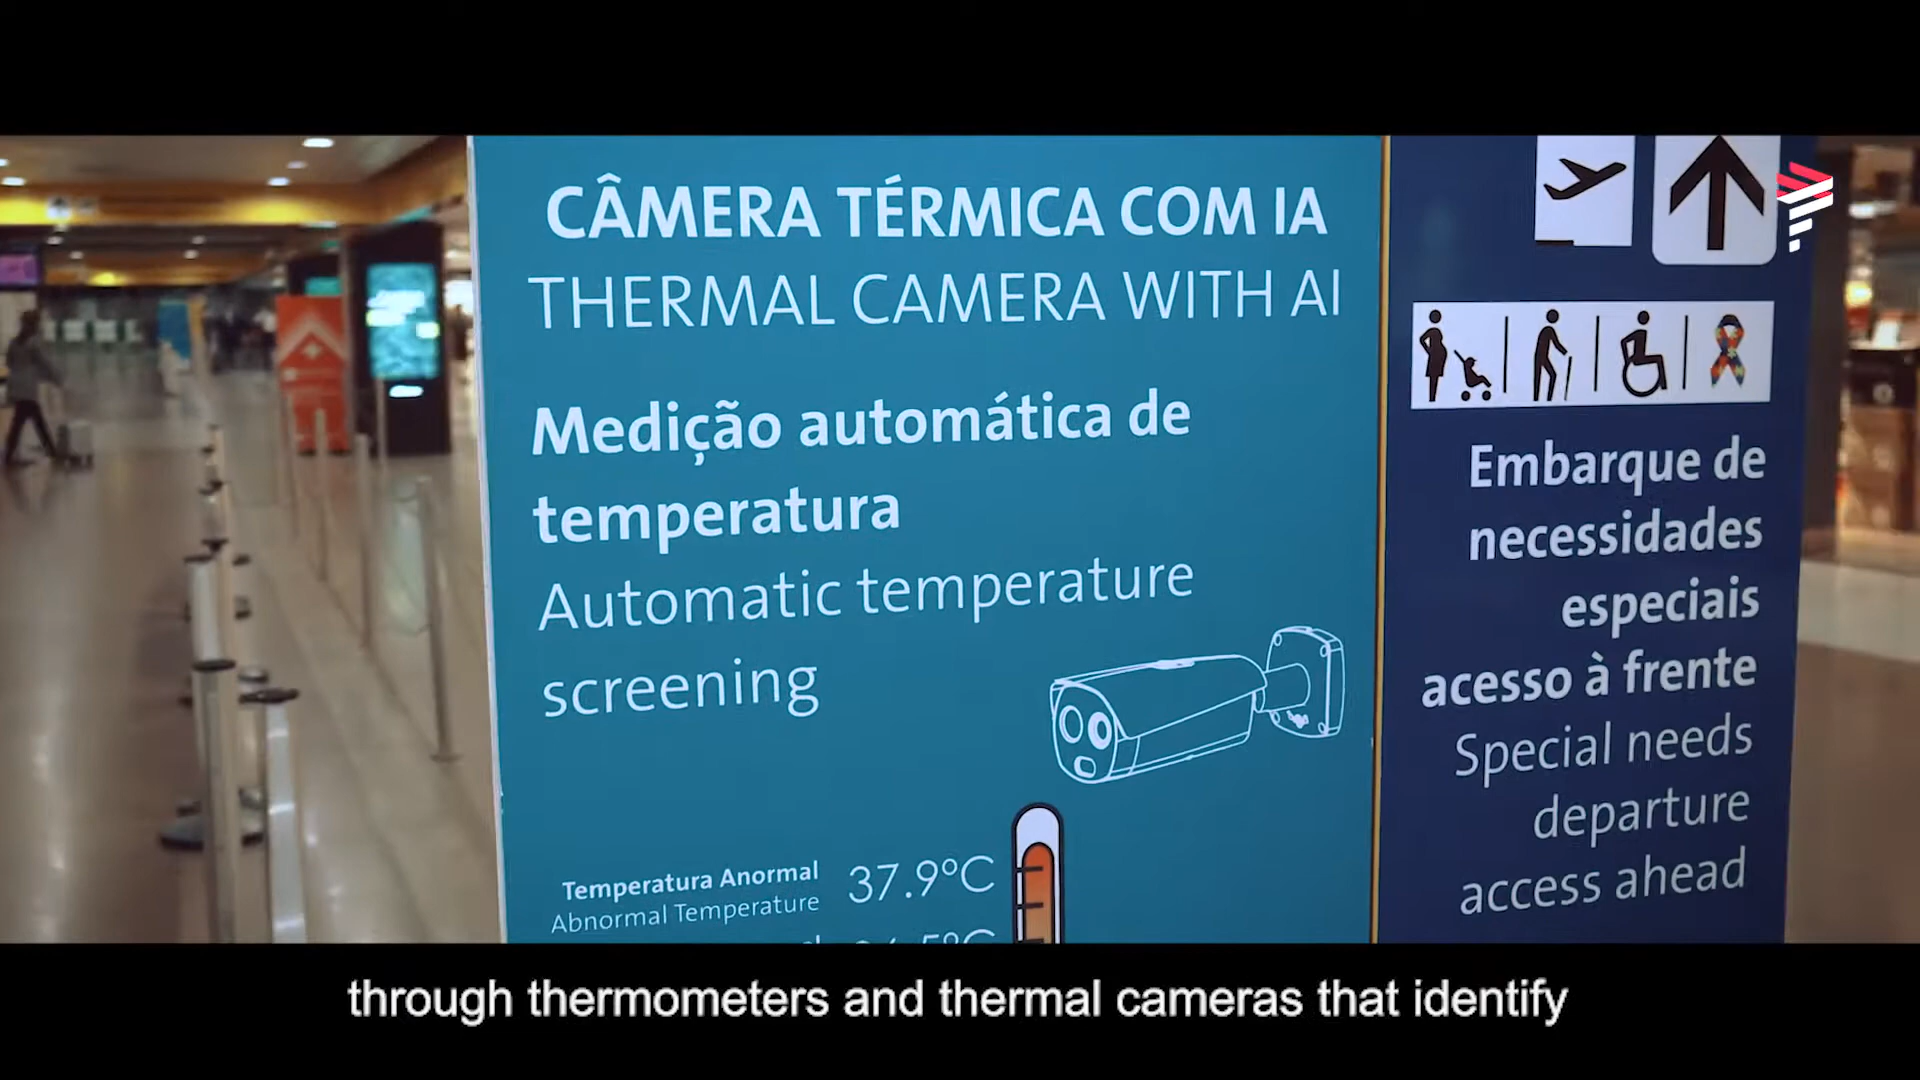 CÂMERA TÉRMICA COM IA
THERMAL CAMERA WITH AI
Medição automática de
temperatura
Automatic temperature
screening
Temperatura Anormal
Abnormal Temperature
37.9ºC
Embarque de
necessidades
especiais
acesso à frente
Special needs
departure
access ahead
through thermometers and thermal cameras that identify